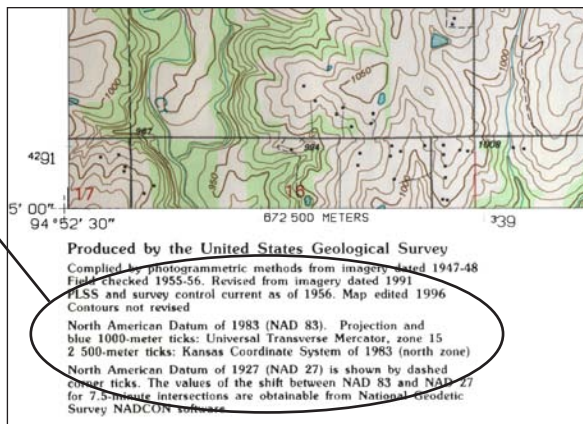 1000
1050
967
994
1008
4291
17
950
16
1000
5′ 00″
94°52′ 30″
672 500 METERS
339
Produced by the United States Geological Survey
Complied by photogrammetric methods from imagery dated 1947-48
Field checked 1955-56. Revised from imagery dated 1991
PLSS and survey control current as of 1956. Map edited 1996
Contours not revised
North American Datum of 1983 (NAD 83). Projection and
blue 1000-meter ticks: Universal Transverse Mercator, zone 15
2 500-meter ticks: Kansas Coordinate System of 1983 (north zone)
North American Datum of 1927 (NAD 27) is shown by dashed
corner ticks. The values of the shift between NAD 83 and NAD 27
for 7.5-minute intersections are obtainable from National Geodetic
Survey NADCON software